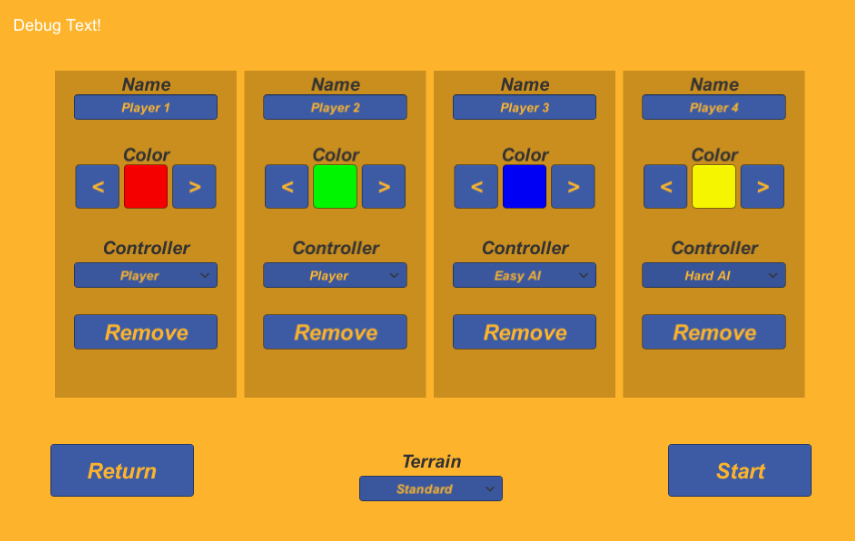 Debug Text!
Name
Player 1
Color
< >
Controller
Player
Remove
Name
Player 2
Color
< >
Controller
Player
Remove
Name
Player 3
Color
< >
Controller
Easy AI
Remove
Name
Player 4
Color
< >
Controller
Hard AI
Remove
Return
Terrain
Standard
Start